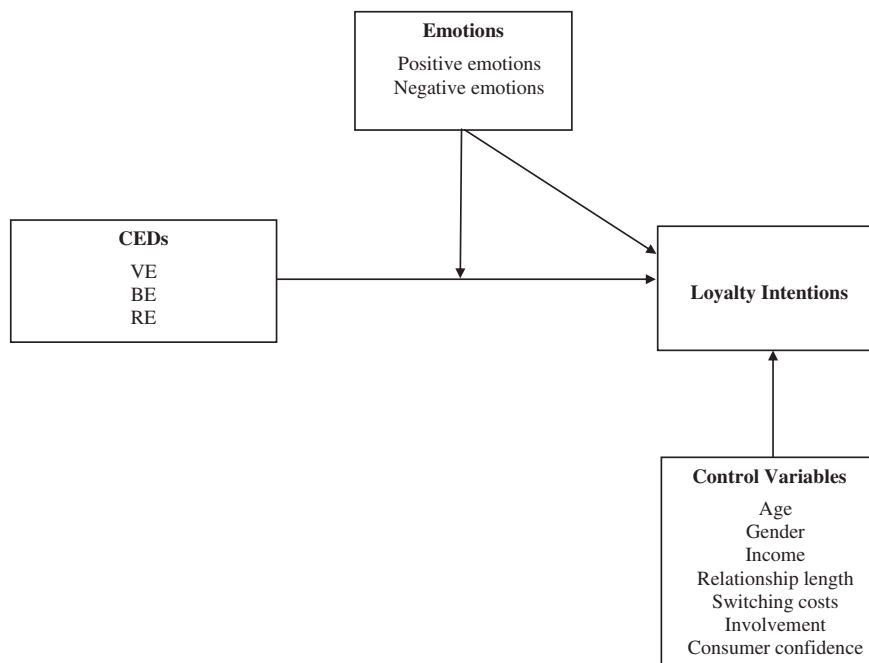 Emotions
Positive emotions
Negative emotions
CEDs
VE
BE
RE
Loyalty Intentions
Control Variables
Age
Gender
Income
Relationship length
Switching costs
Involvement
Consumer confidence